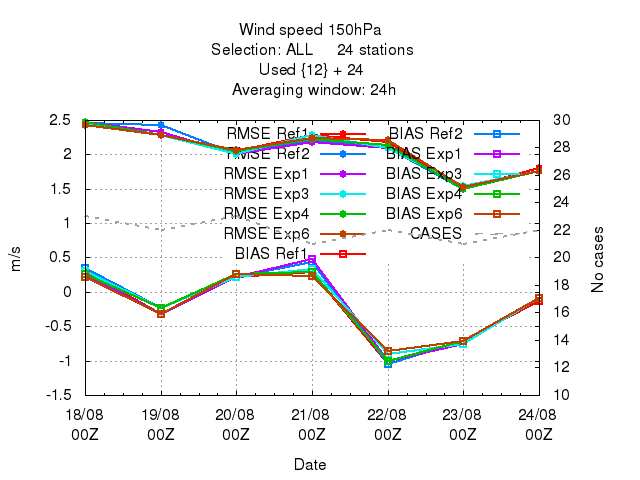 Wind speed 150hPa
Selection: ALL 24 stations
Used {12} + 24
Averaging window: 24h
m/s
No cases
2.5
2
1.5
1
0.5
0
-0.5
-1
-1.5
30
28
26
24
22
20
18
16
14
12
10
RMSE Ref1
RMSE Ref2
RMSE Exp1
RMSE Exp3
RMSE Exp4
RMSE Exp6
BIAS Ref1
BIAS Ref2
BIAS Exp1
BIAS Exp3
BIAS Exp4
BIAS Exp6
CASES
18/08 19/08 20/08 21/08 22/08 23/08 24/08
00Z 00Z 00Z 00Z 00Z 00Z 00Z
Date